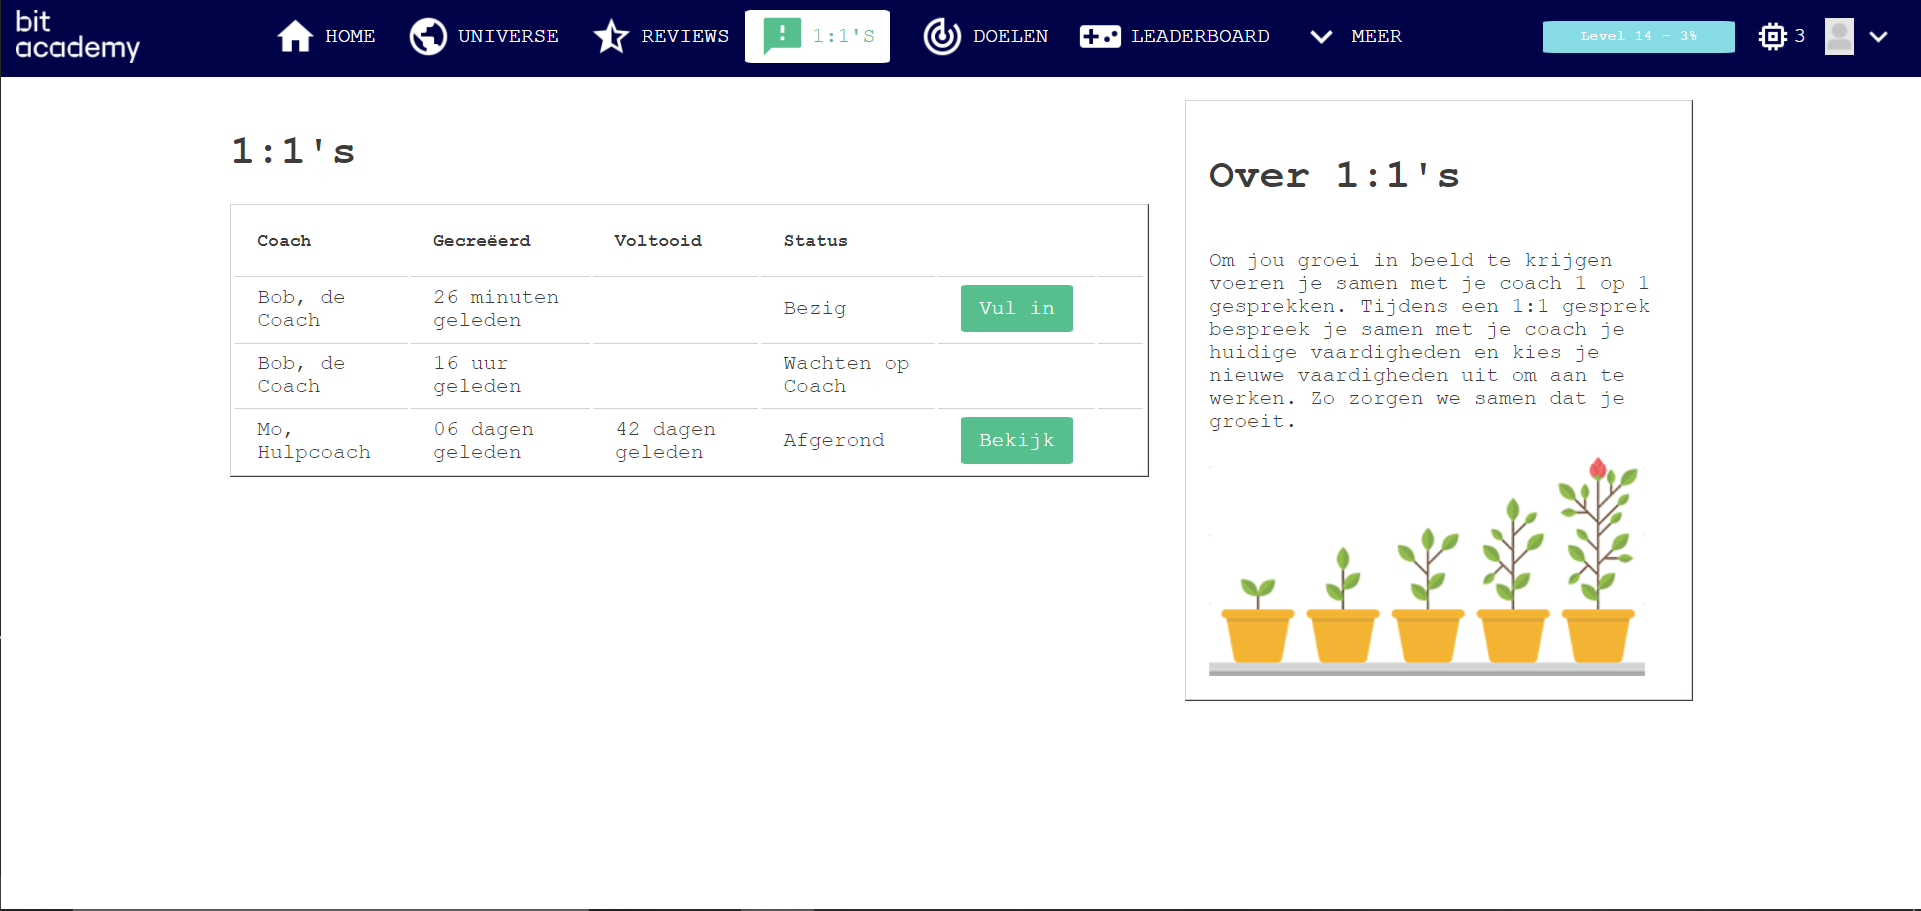 bit
academy
HOME
UNIVERSE
REVIEWS
1:1'S
DOELEN
LEADERBOARD
MEER
Level 14 - 3%
3
1:1's
Coach Gecreëerd Voltooid Status
Bob, de 26 minuten
Coach geleden Bezig Vul in
Bob, de 16 uur Wachten op
Coach geleden Coach
Mo, 06 dagen 42 dagen
Hulpcoach geleden geleden Afgerond Bekijk
Over 1:1's
Om jou groei in beeld te krijgen
voeren je samen met je coach 1 op 1
gesprekken. Tijdens een 1:1 gesprek
bespreek je samen met je coach je
huidige vaardigheden en kies je
nieuwe vaardigheden uit om aan te
werken. Zo zorgen we samen dat je
groeit.